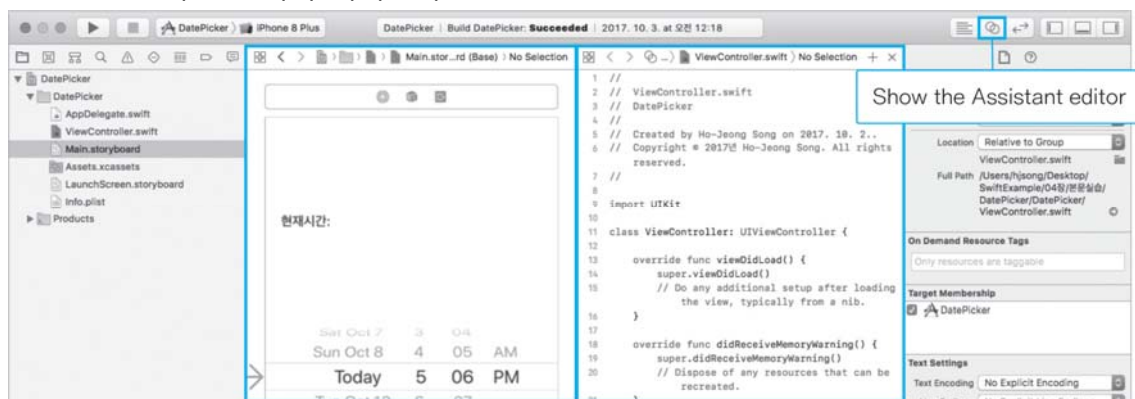 DatePicker
iPhone 8 Plus
DatePicker | Build DatePicker: Succeeded | 2017. 10. 3. at 오전 12:18
DatePicker
DatePicker
AppDelegate.swift
ViewController.swift
Main.storyboard
Assets.xcassets
LaunchScreen.storyboard
Info.plist
Products
Main.stor...rd (Base) No Selection
현재시간:
Sat Oct 7 3 04
Sun Oct 8 4 05 AM
Today 5 06 PM
ViewController.swift No Selection
1 //
2 // ViewController.swift
3 // DatePicker
4 //
5 // Created by Ho-Jeong Song on 2017. 10. 2..
6 // Copyright © 2017년 Ho-Jeong Song. All rights
reserved.
7 //
8
9 import UIKit
10
11 class ViewController: UIViewController {
12
13 override func viewDidLoad() {
14 super.viewDidLoad()
15 // Do any additional setup after loading
the view, typically from a nib.
16 }
17
18 override func didReceiveMemoryWarning() {
19 super.didReceiveMemoryWarning()
20 // Dispose of any resources that can be
recreated.
Show the Assistant editor
Location Relative to Group
ViewController.swift
Full Path /Users/hjsong/Desktop/
SwiftExample/04장/본문실습/
DatePicker/DatePicker/
ViewController.swift
On Demand Resource Tags
Only resources are taggable
Target Membership
DatePicker
Text Settings
Text Encoding No Explicit Encoding